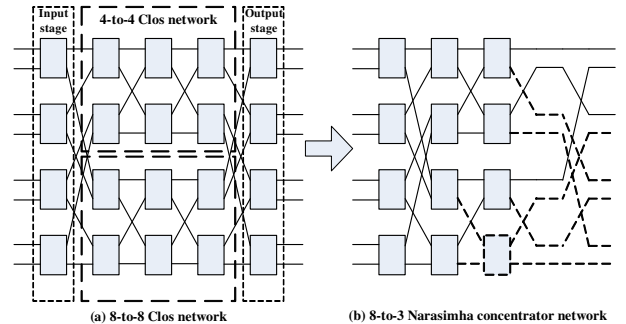 Input
stage
4-to-4 Clos network
Output
stage
(a) 8-to-8 Clos network
(b) 8-to-3 Narasimha concentrator network